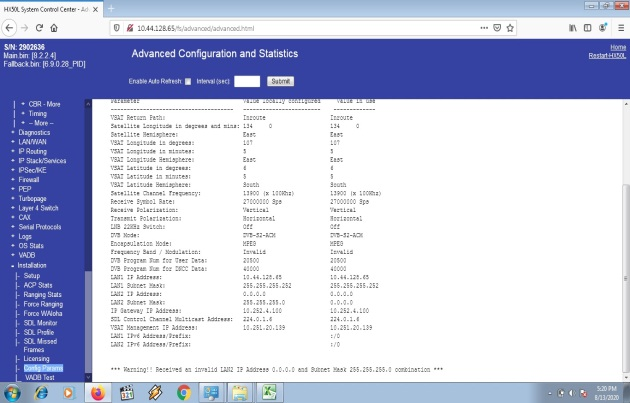 HX50L System Control Center - Adv
10.44.128.65/fs/advanced/advanced.html
S/N: 2902636
Main.bin: [8.2.2.4]
Fallback.bin: [6.9.0.28_PID]
Advanced Configuration and Statistics
Home
Restart-HX50L
Enable Auto Refresh: Interval (sec): Submit
+ CBR - More
+ Timing
+ -- More --
+ Diagnostics
+ LAN/WAN
+ IP Routing
+ IP Stack/Services
+ IPSec/IKE
+ Firewall
+ PEP
+ Turbopage
+ Layer 4 Switch
+ CAX
+ Serial Protocols
+ Logs
+ OS Stats
+ VADB
- Installation
|- Setup
|- ACP Stats
|- Ranging Stats
|- Force Ranging
|- Force WAloha
|- SDL Monitor
|- SDL Profile
|- SDL Missed
Frames
|- Licensing
|- Config Params
VADB Test
Parameter Value locally configured Value in use
VSAT Return Path: Inroute Inroute
Satellite Longitude in degrees and mins: 134 0 134 0
Satellite Hemisphere: East East
VSAT Longitude in degrees: 107 107
VSAT Longitude in minutes: 5 5
VSAT Longitude Hemisphere: East East
VSAT Latitude in degrees: 6 6
VSAT Latitude in minutes: 5 5
VSAT Latitude Hemisphere: South South
Satellite Channel Frequency: 13900 (x 100Khz) 13900 (x 100Khz)
Receive Symbol Rate: 27000000 Sps 27000000 Sps
Receive Polarization: Vertical Vertical
Transmit Polarization: Horizontal Horizontal
LNB 22KHz Switch: Off Off
DVB Mode: DVB-S2-ACM DVB-S2-ACM
Encapsulation Mode: MPEG MPEG
Frequency Band / Modulation: Invalid Invalid
DVB Program Num for User Data: 20500 20500
DVB Program Num for DNCC Data: 40000 40000
LAN1 IP Address: 10.44.128.65 10.44.128.65
LAN1 Subnet Mask: 255.255.255.252 255.255.255.252
LAN2 IP Address: 0.0.0.0 0.0.0.0
LAN2 Subnet Mask: 255.255.255.0 255.255.255.0
IP Gateway IP Address: 10.252.4.100 10.252.4.100
SDL Control Channel Multicast Address: 224.0.1.6 224.0.1.6
VSAT Management IP Address: 10.251.20.139 10.251.20.139
LAN1 IPv6 Address/Prefix: :/0
LAN2 IPv6 Address/Prefix: :/0
*** Warning!! Received an invalid LAN2 IP Address 0.0.0.0 and Subnet Mask 255.255.255.0 combination ***
5:20 PM
8/13/2020